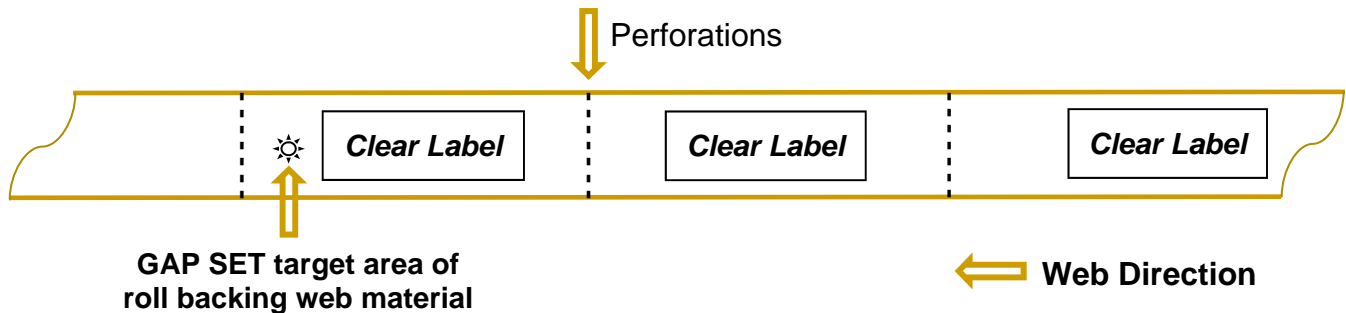 Perforations
Clear Label
Clear Label
Clear Label
GAP SET target area of
roll backing web material
Web Direction